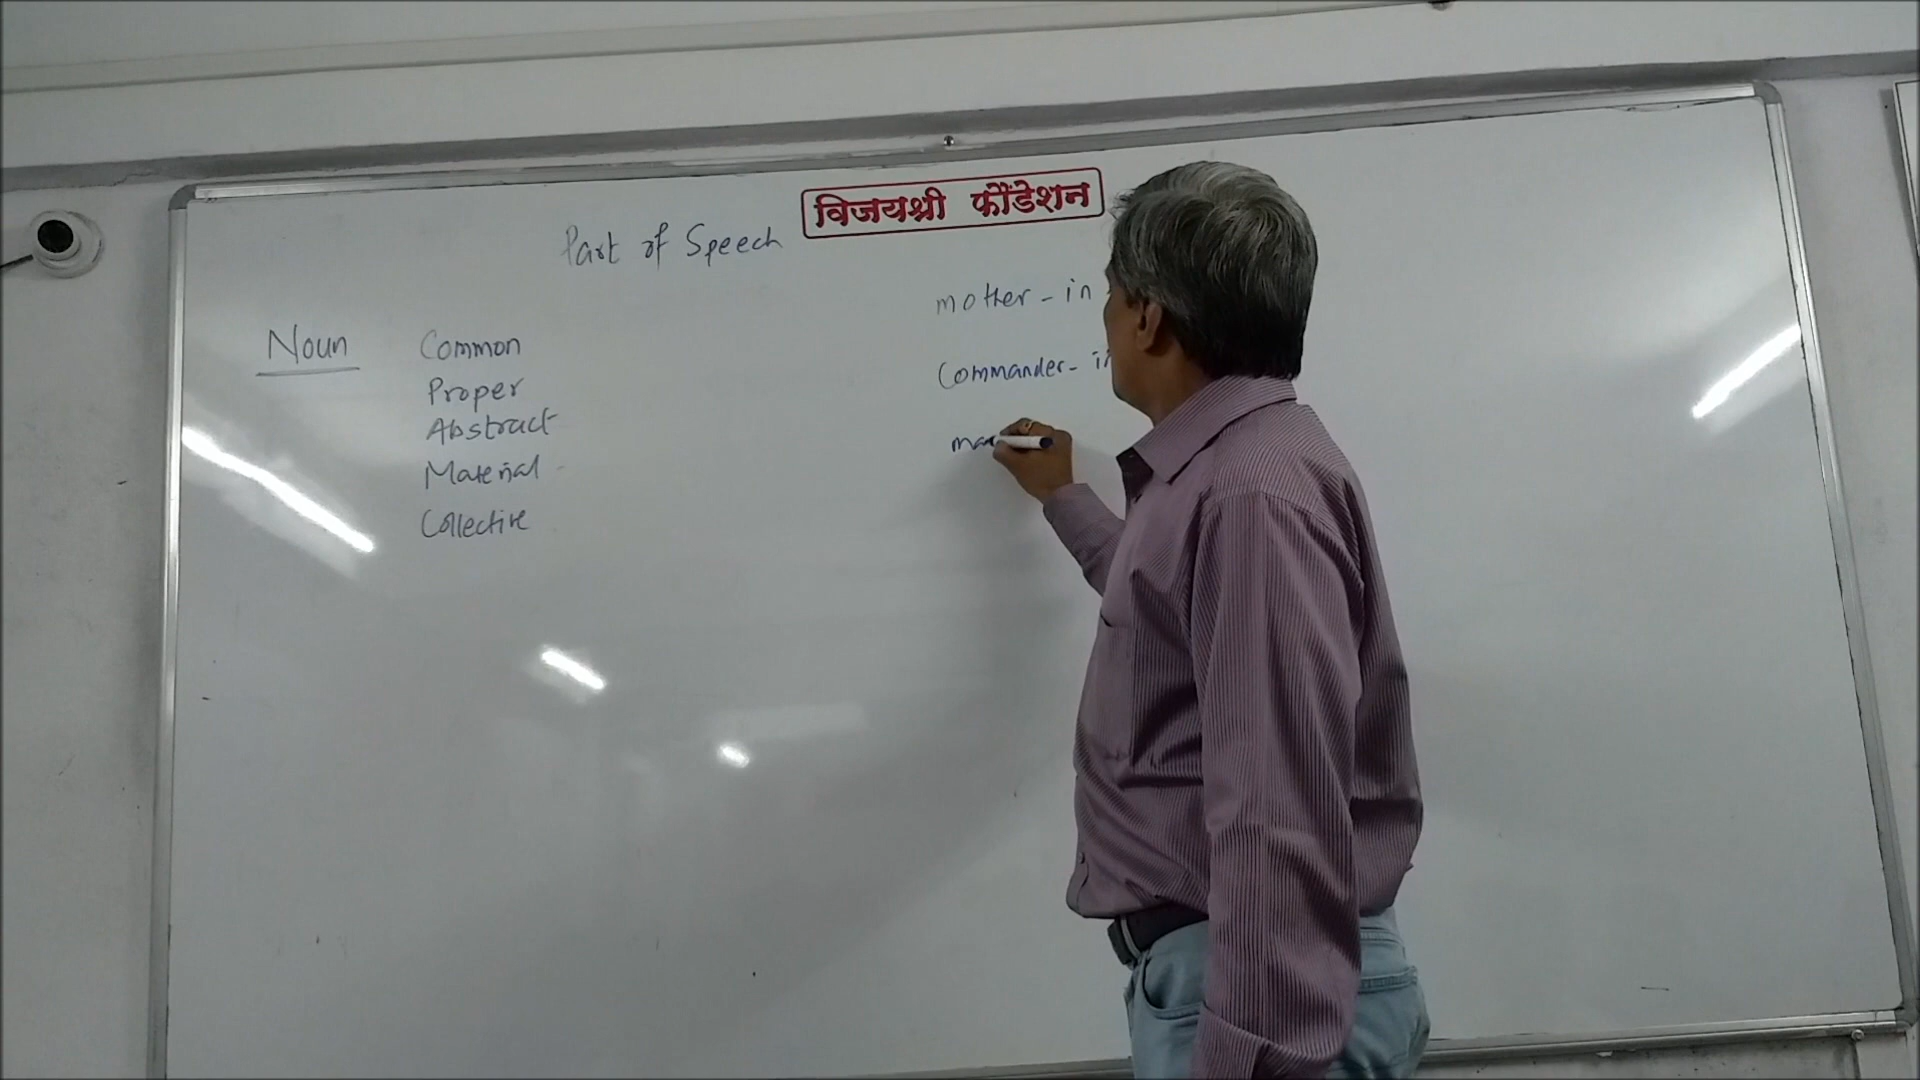 विजयश्री फौंडेशन
Part of Speech
Noun
Common
Proper
Abstract
Material
Collective
mother - in
Commander - in